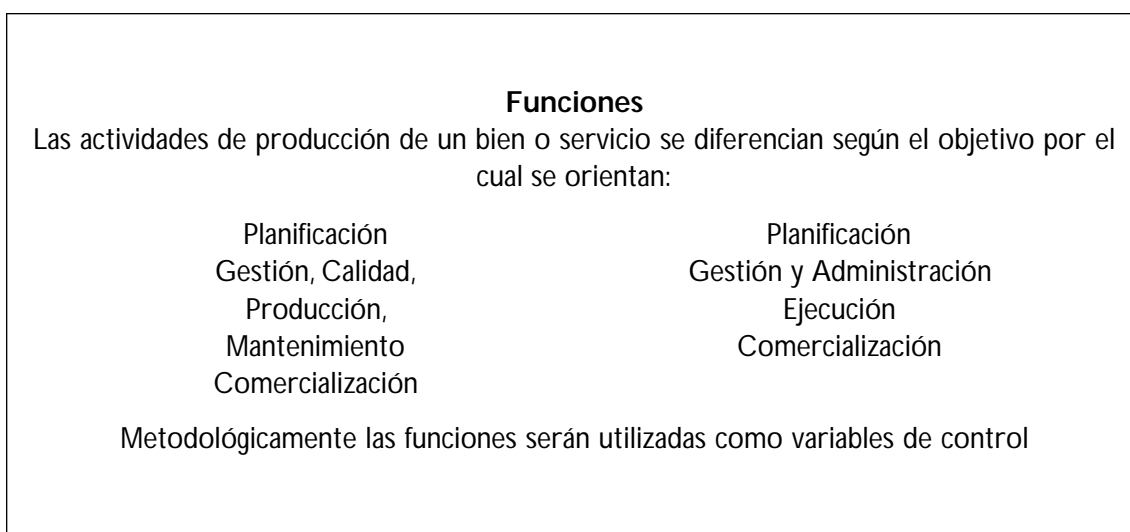 Funciones
Las actividades de producción de un bien o servicio se diferencian según el objetivo por el
cual se orientan:
Planificación
Gestión, Calidad,
Producción,
Mantenimiento
Comercialización
Planificación
Gestión y Administración
Ejecución
Comercialización
Metodológicamente las funciones serán utilizadas como variables de control